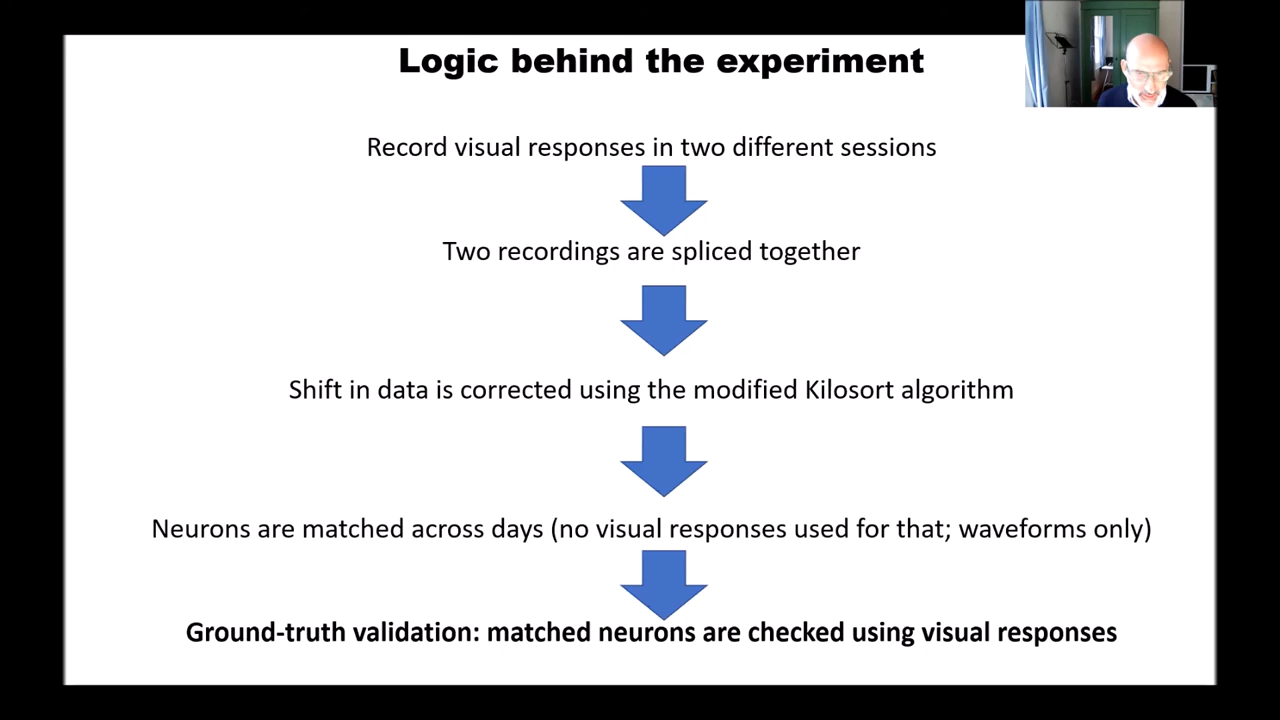 Logic behind the experiment
Record visual responses in two different sessions
Two recordings are spliced together
Shift in data is corrected using the modified Kilosort algorithm
Neurons are matched across days (no visual responses used for that; waveforms only)
Ground-truth validation: matched neurons are checked using visual responses